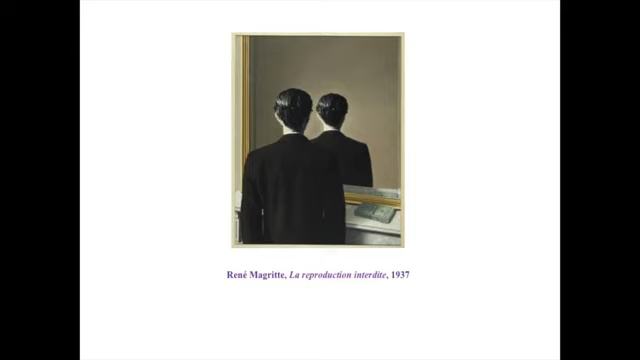 René Magritte, La reproduction interdite, 1937